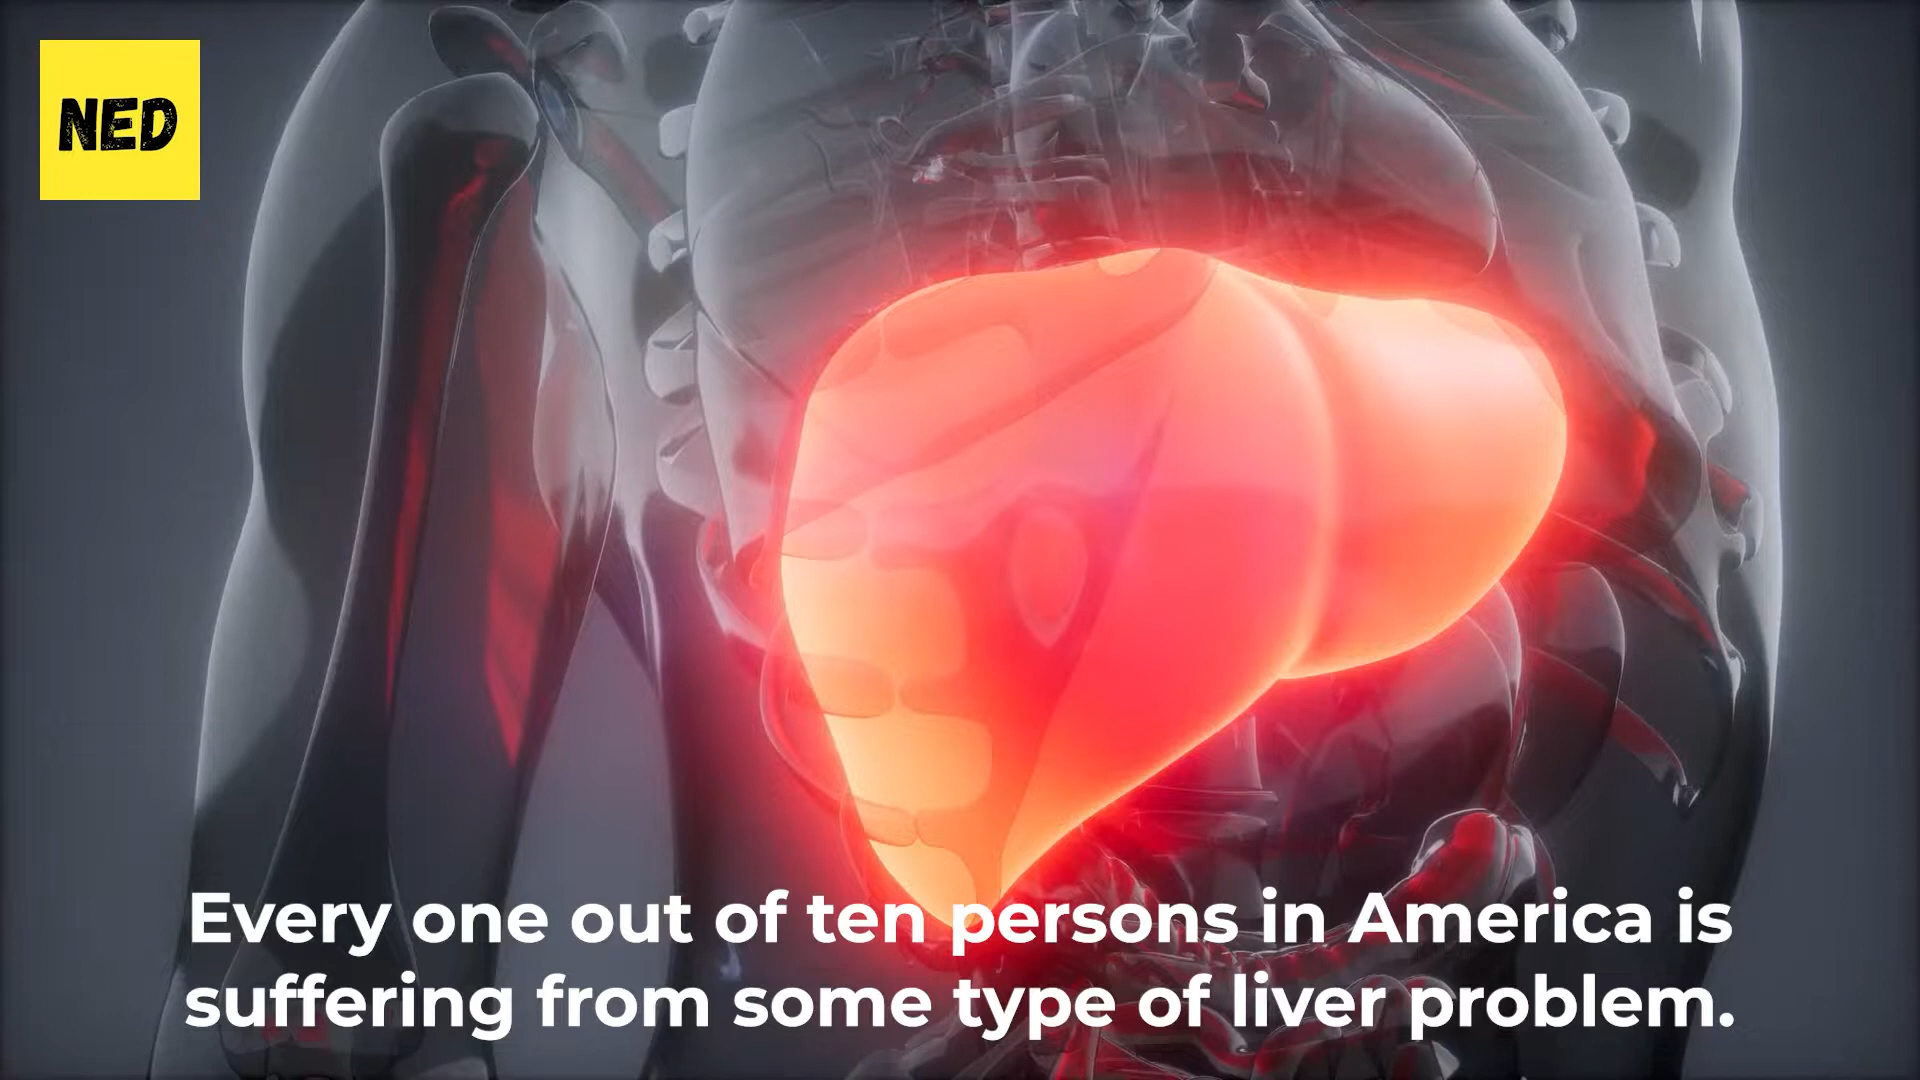 NED
Every one out of ten persons in America is
suffering from some type of liver problem.